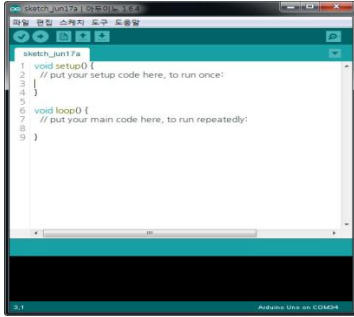 sketch_jun17a | 아두이노 1.6.4
파일 편집 스케치 도구 도움말
sketch_jun17a
1 void setup() {
2 // put your setup code here, to run once:
3
4 }
5
6 void loop() {
7 // put your main code here, to run repeatedly:
8
9 }
3,1 Arduino Uno on COM34